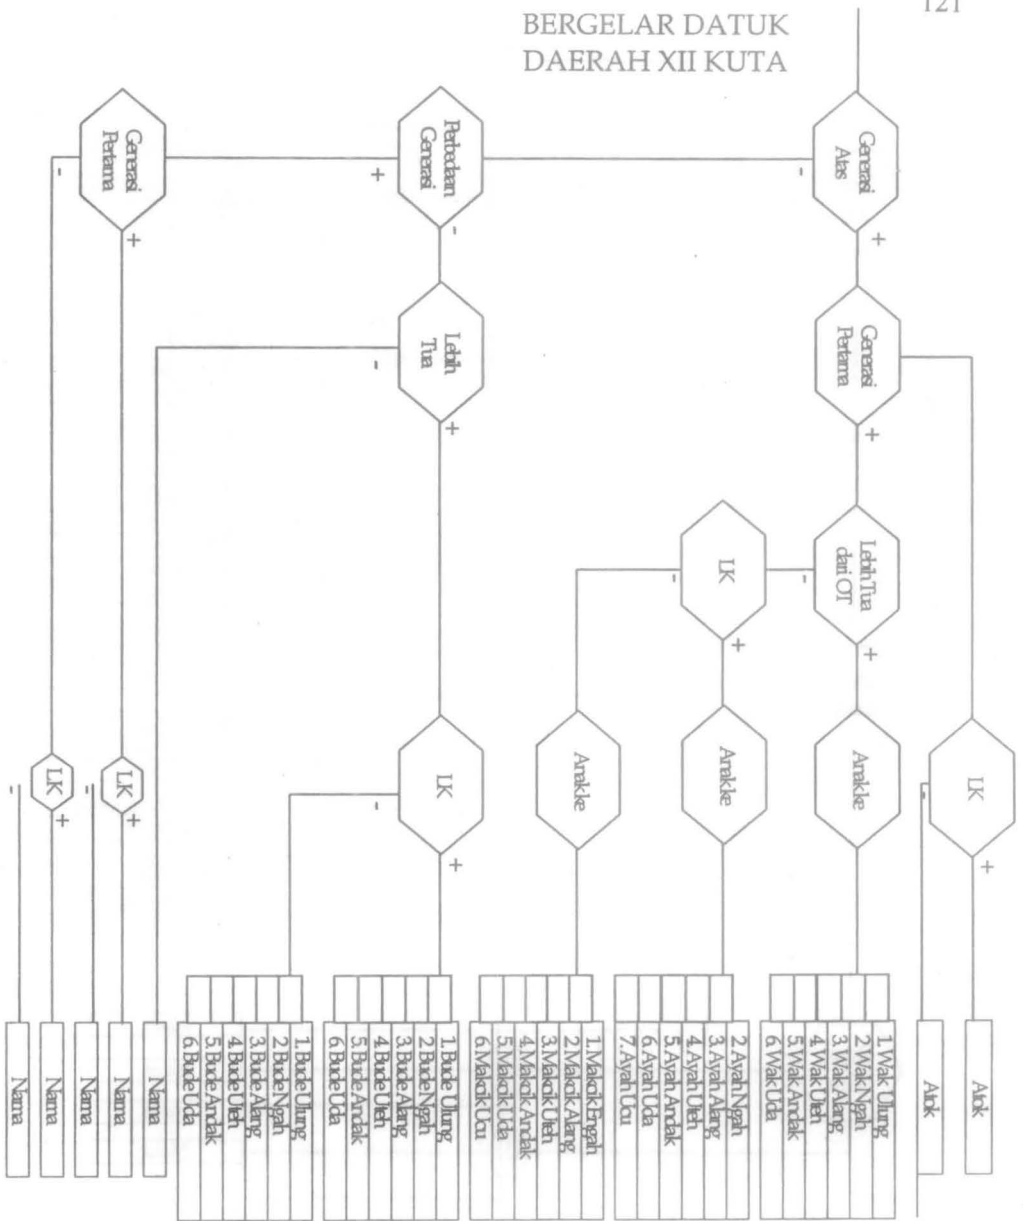 121
BERGELAR DATUK
DAERAH XII KUTA
Generasi
Atas
-
+
Generasi
Pertama
+
LK
-
+
Atok
Atok
Lebih Tua
dari OT
-
+
Anak ke
1. Wak Ulung
2. Wak Ngah
3. Wak Alang
4. Wak Uteh
5. Wak Andak
6. Wak Uda
LK
-
+
Anak ke
2. Ayah Ngah
3. Ayah Alang
4. Ayah Uteh
5. Ayah Andak
6. Ayah Uda
7. Ayah Ucu
Anak ke
1. Makcik Engah
2. Makcik Alang
3. Makcik Uteh
4. Makcik Andak
5. Makcik Uda
6. Makcik Ucu
Perbedaan
Generasi
+
-
Lebih
Tua
-
+
LK
-
+
1. Bude Ulung
2. Bude Ngah
3. Bude Alang
4. Bude Uteh
5. Bude Andak
6. Bude Uda
1. Bude Ulung
2. Bude Ngah
3. Bude Alang
4. Bude Uteh
5. Bude Andak
6. Bude Uda
Nama
Generasi
Pertama
-
+
LK
-
+
Nama
Nama
LK
-
+
Nama
Nama